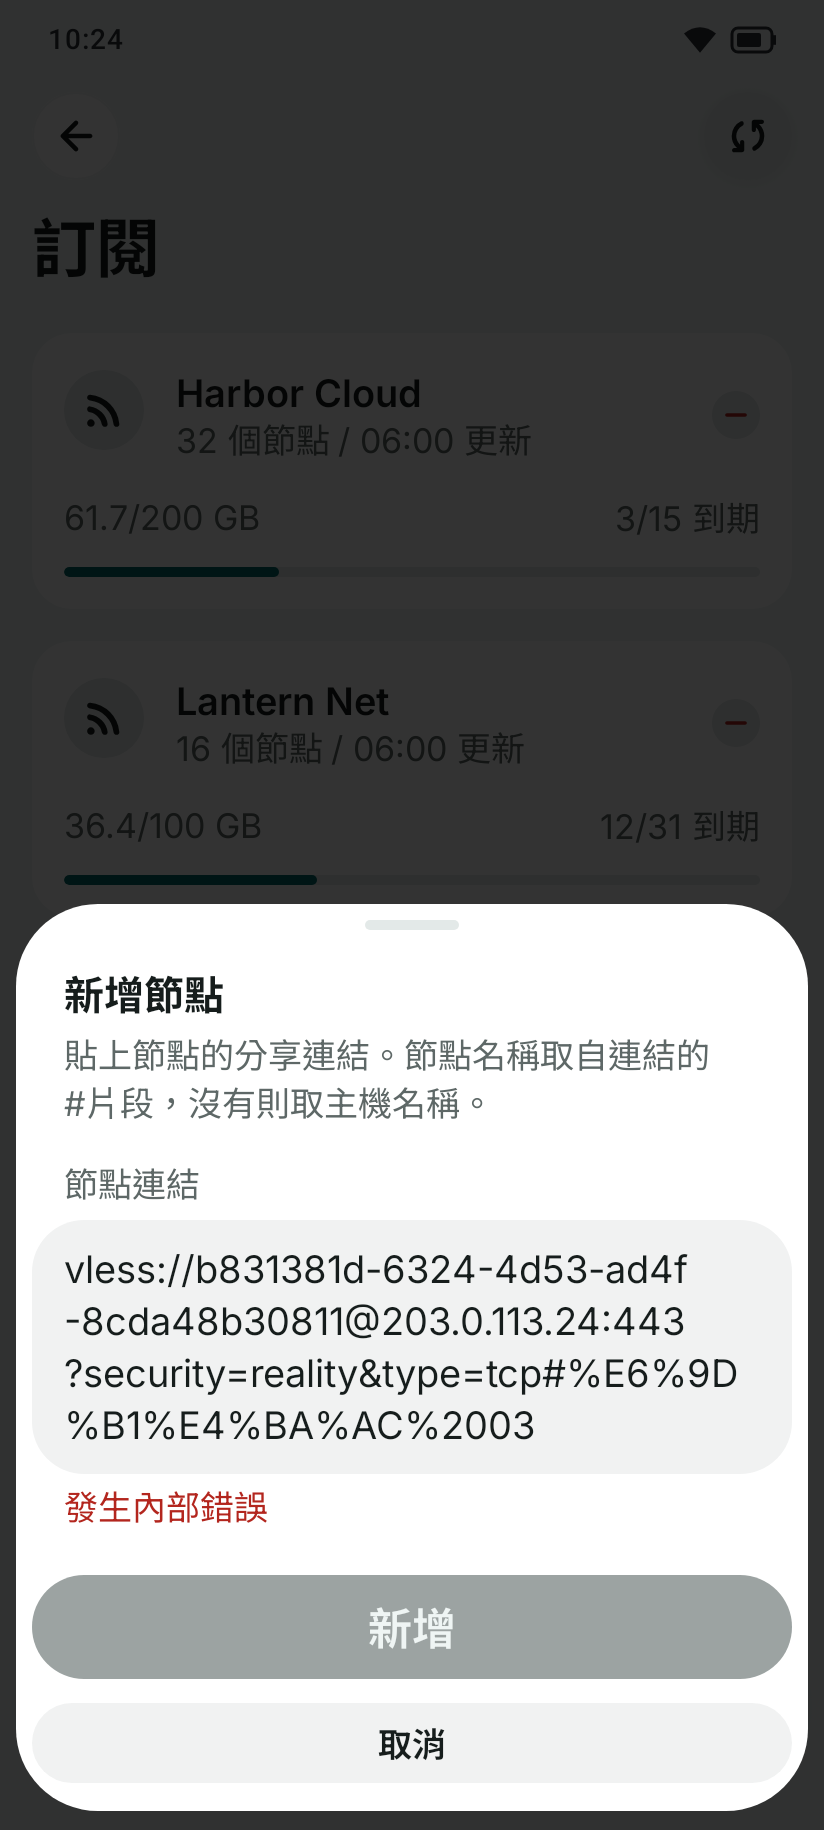 10:24
訂閱
Harbor Cloud
32 個節點 / 06:00 更新
61.7/200 GB
3/15 到期
Lantern Net
16 個節點 / 06:00 更新
36.4/100 GB
12/31 到期
新增節點
貼上節點的分享連結。節點名稱取自連結的
#片段，沒有則取主機名稱。
節點連結
vless://b831381d-6324-4d53-ad4f
-8cda48b30811@203.0.113.24:443
?security=reality&type=tcp#%E6%9D
%B1%E4%BA%AC%2003
發生內部錯誤
新增
取消